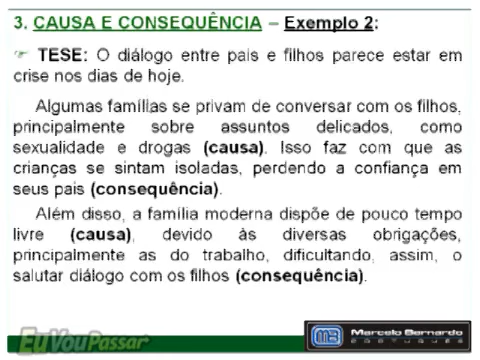 3. CAUSA E CONSEQUÊNCIA – Exemplo 2:
☞ TESE: O diálogo entre pais e filhos parece estar em
crise nos dias de hoje.
Algumas famílias se privam de conversar com os filhos,
principalmente sobre assuntos delicados, como
sexualidade e drogas (causa). Isso faz com que as
crianças se sintam isoladas, perdendo a confiança em
seus pais (consequência).
Além disso, a família moderna dispõe de pouco tempo
livre (causa), devido às diversas obrigações,
principalmente as do trabalho, dificultando, assim, o
salutar diálogo com os filhos (consequência).
EuVouPassar
MB Marcelo Bernardo
PORTUGUÊS